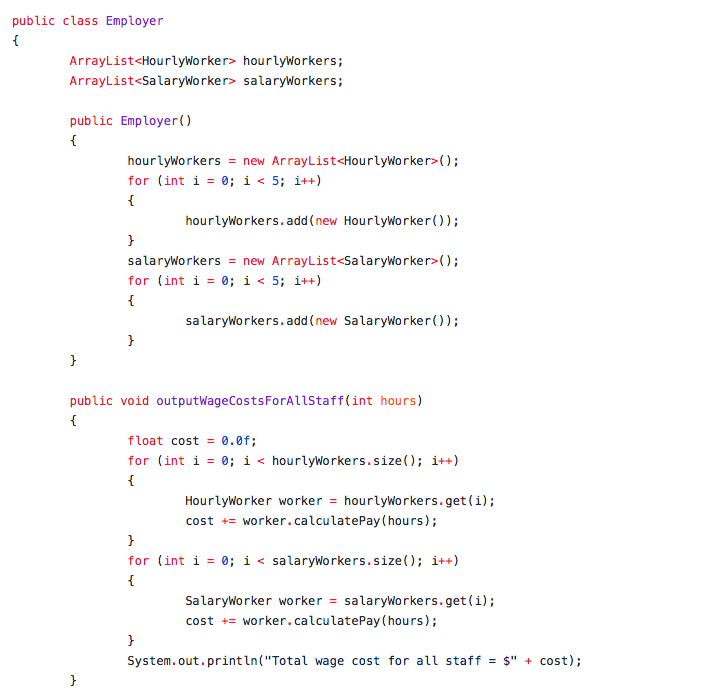 public class Employer
{
ArrayList<HourlyWorker> hourlyWorkers;
ArrayList<SalaryWorker> salaryWorkers;
public Employer()
{
hourlyWorkers = new ArrayList<HourlyWorker>();
for (int i = 0; i < 5; i++)
{
hourlyWorkers.add(new HourlyWorker());
}
salaryWorkers = new ArrayList<SalaryWorker>();
for (int i = 0; i < 5; i++)
{
salaryWorkers.add(new SalaryWorker());
}
}
public void outputWageCostsForAllStaff(int hours)
{
float cost = 0.0f;
for (int i = 0; i < hourlyWorkers.size(); i++)
{
HourlyWorker worker = hourlyWorkers.get(i);
cost += worker.calculatePay(hours);
}
for (int i = 0; i < salaryWorkers.size(); i++)
{
SalaryWorker worker = salaryWorkers.get(i);
cost += worker.calculatePay(hours);
}
System.out.println("Total wage cost for all staff = $" + cost);
}